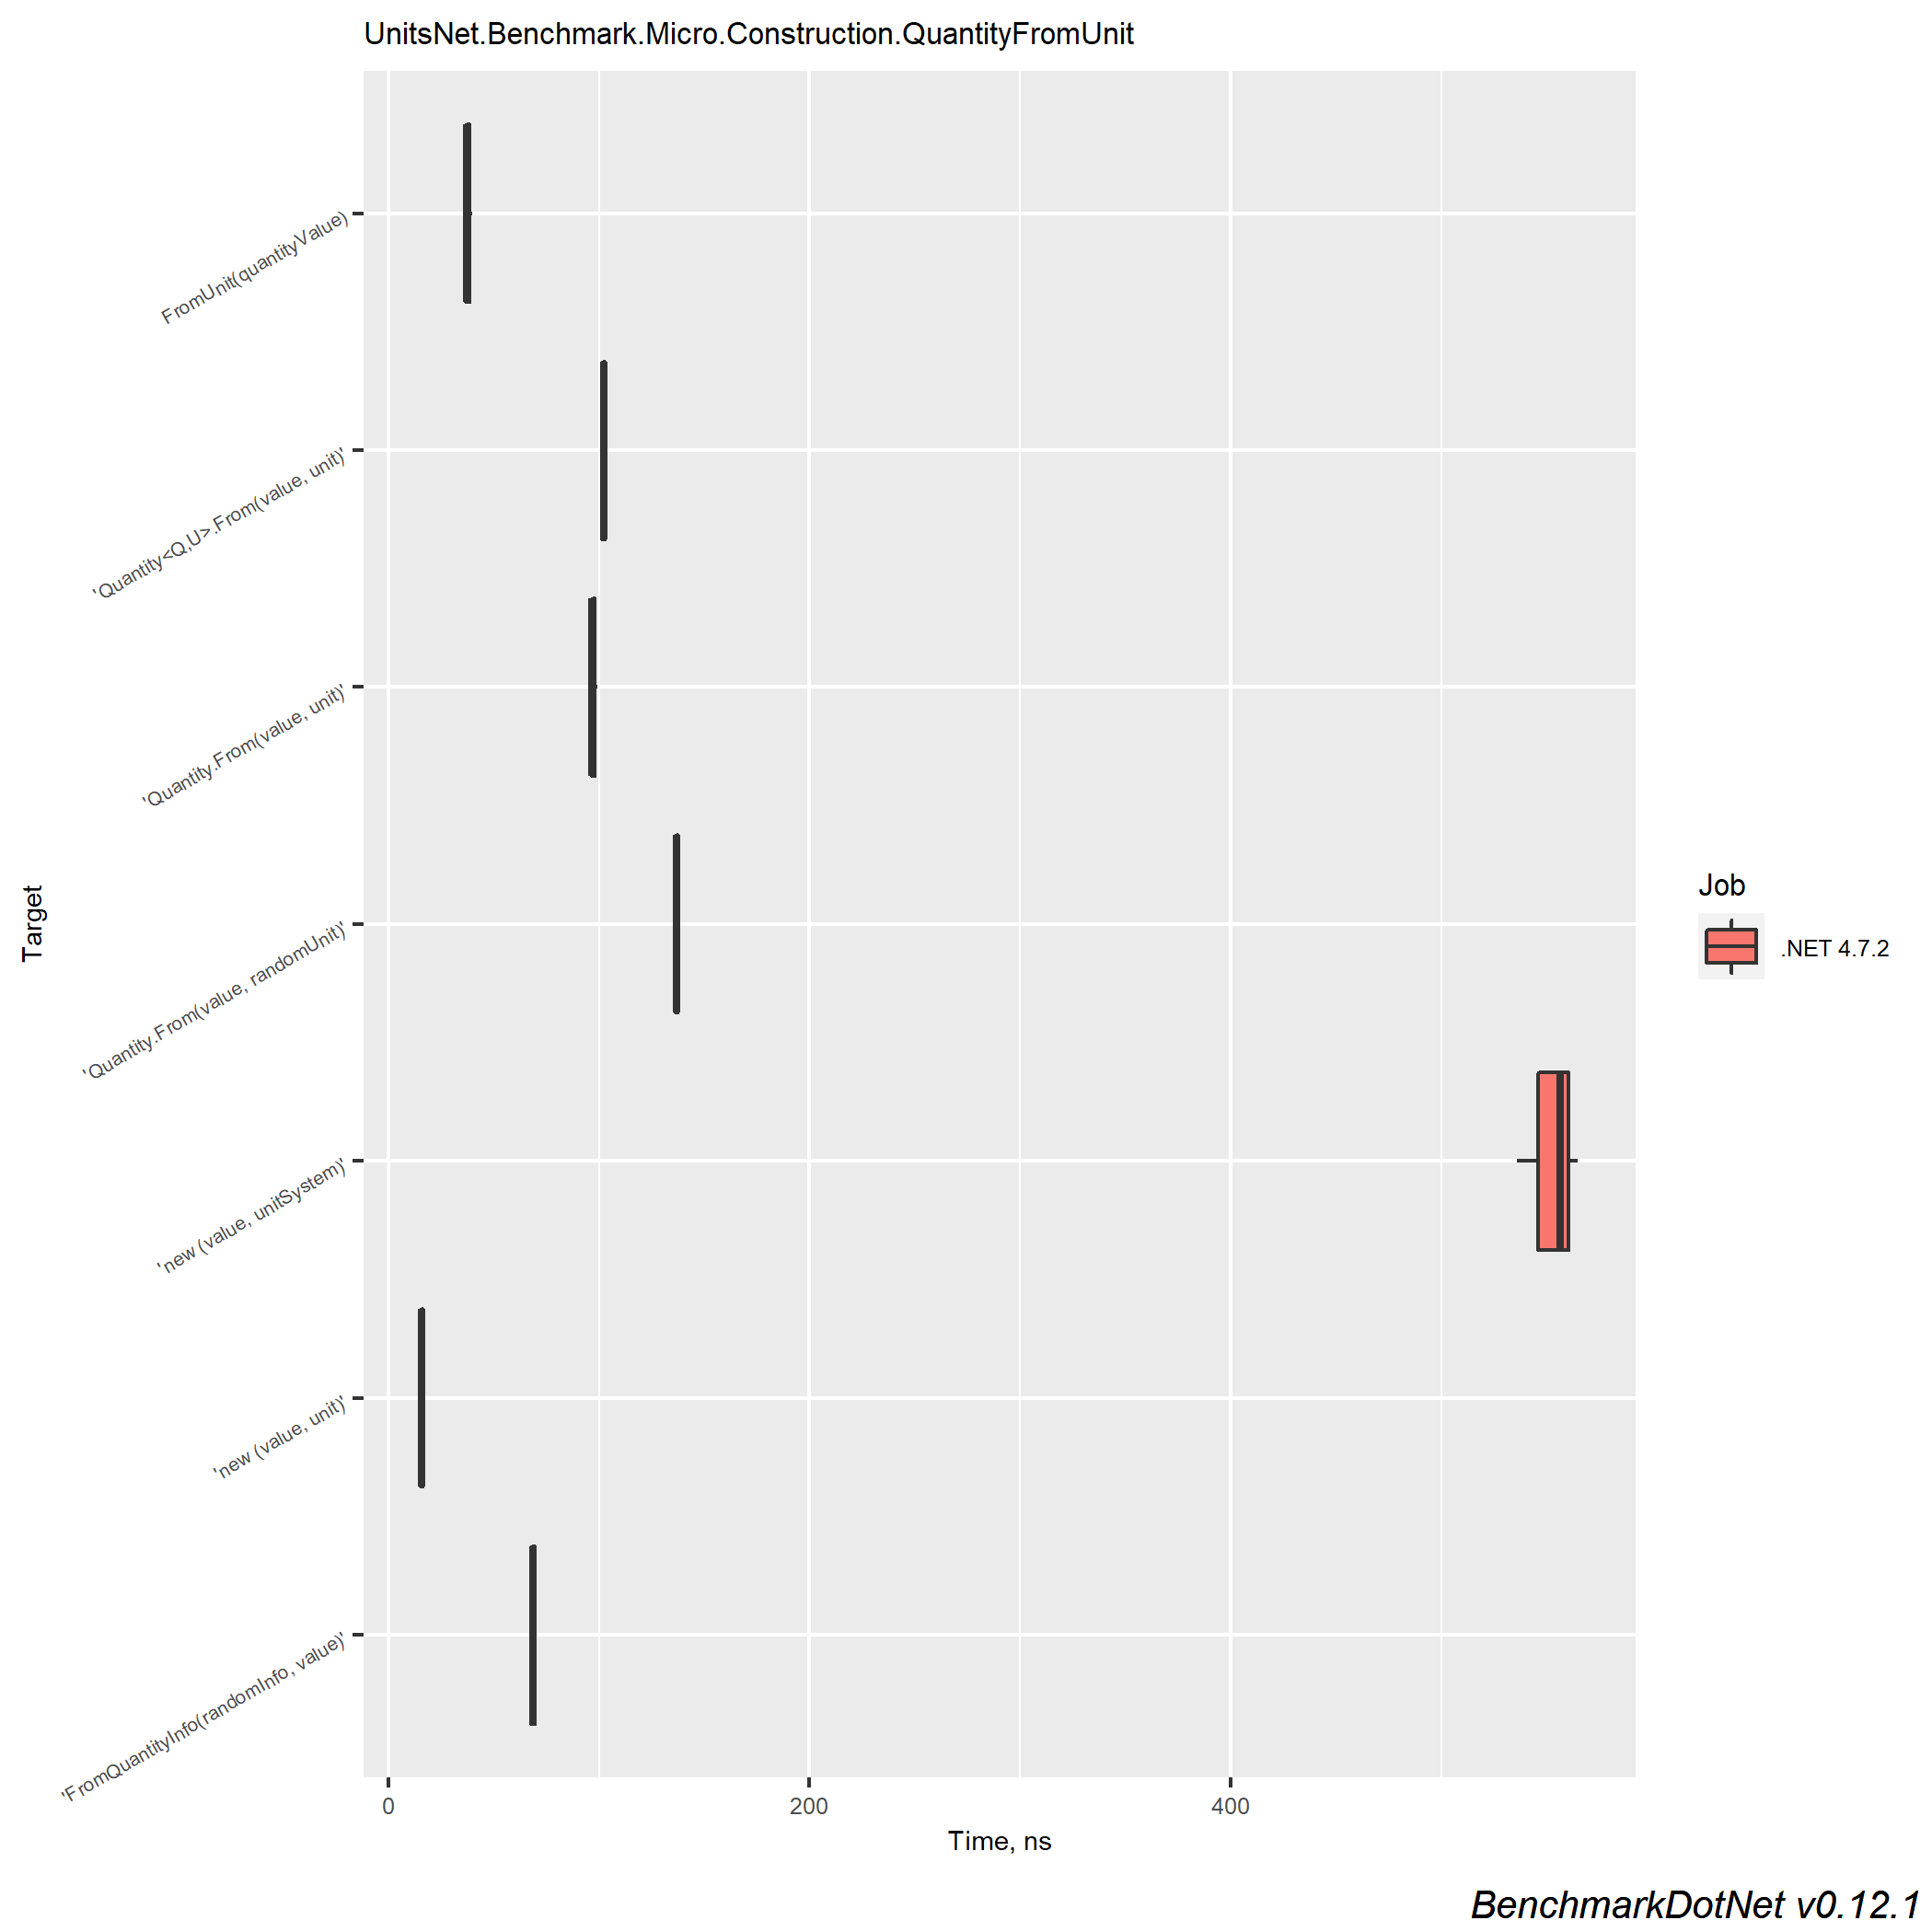 UnitsNet.Benchmark.Micro.Construction.QuantityFromUnit
FromUnit(quantityValue)
'Quantity<Q,U>.From(value, unit)'
'Quantity.From(value, unit)'
'Quantity.From(value, randomUnit)'
'new (value, unitSystem)'
'new (value, unit)'
'FromQuantityInfo(randomInfo, value)'
Target
0
200
400
Time, ns
Job
.NET 4.7.2
BenchmarkDotNet v0.12.1